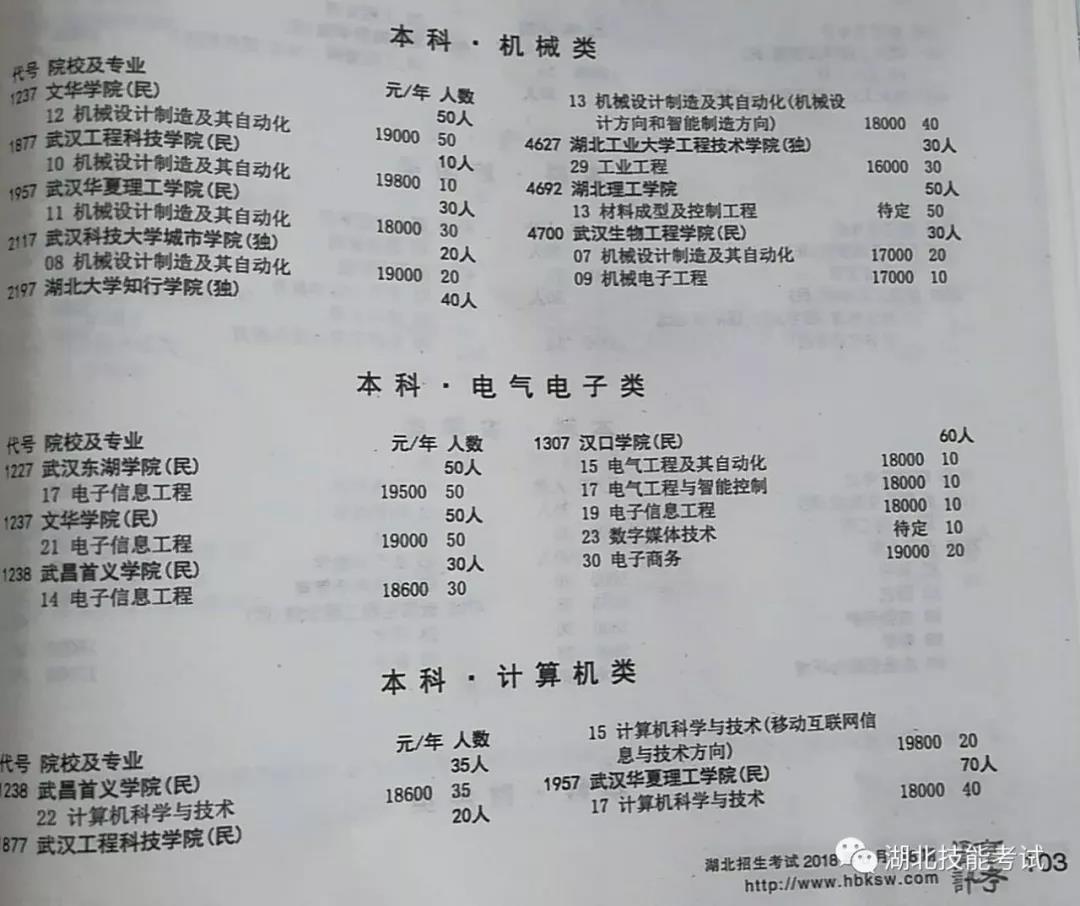 本科·机械类
代号 院校及专业 元/年 人数
1237 文华学院(民) 50人
12 机械设计制造及其自动化 19000 50
1877 武汉工程科技学院(民) 10人
10 机械设计制造及其自动化 19800 10
1957 武汉华夏理工学院(民) 30人
11 机械设计制造及其自动化 18000 30
2117 武汉科技大学城市学院(独) 20人
08 机械设计制造及其自动化 19000 20
2197 湖北大学知行学院(独) 40人
13 机械设计制造及其自动化(机械设
计方向和智能制造方向) 18000 40
4627 湖北工业大学工程技术学院(独) 30人
29 工业工程 16000 30
4692 湖北理工学院 50人
13 材料成型及控制工程 待定 50
4700 武汉生物工程学院(民) 30人
07 机械设计制造及其自动化 17000 20
09 机械电子工程 17000 10
本科·电气电子类
代号 院校及专业 元/年 人数
1227 武汉东湖学院(民) 50人
17 电子信息工程 19500 50
1237 文华学院(民) 50人
21 电子信息工程 19000 50
1238 武昌首义学院(民) 30人
14 电子信息工程 18600 30
1307 汉口学院(民) 60人
15 电气工程及其自动化 18000 10
17 电气工程与智能控制 18000 10
19 电子信息工程 18000 10
23 数字媒体技术 待定 10
30 电子商务 19000 20
本科·计算机类
代号 院校及专业 元/年 人数
1238 武昌首义学院(民) 35人
22 计算机科学与技术 18600 35
877 武汉工程科技学院(民) 20人
15 计算机科学与技术(移动互联网信
息与技术方向) 19800 20
1957 武汉华夏理工学院(民) 70人
17 计算机科学与技术 18000 40
湖北招生考试 2018
http://www.hbksw.com
湖北技能考试
03